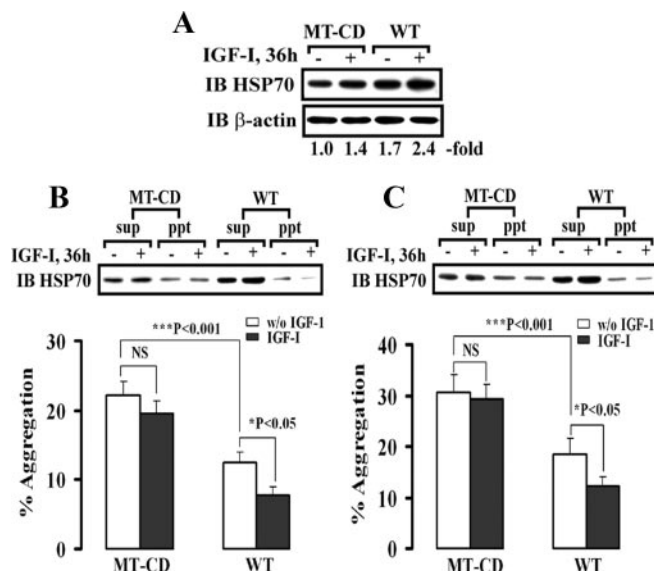 A
MT-CD WT
IGF-I, 36h - + - +
IB HSP70
IB β-actin
1.0 1.4 1.7 2.4 -fold
B
MT-CD WT
sup ppt sup ppt
IGF-I, 36h - + - + - + - +
IB HSP70
% Aggregation
30
20
10
0
***P<0.001
NS
*P<0.05
w/o IGF-1
IGF-I
MT-CD WT
C
MT-CD WT
sup ppt sup ppt
IGF-I, 36h - + - + - + - +
IB HSP70
% Aggregation
50
40
30
20
10
0
***P<0.001
NS
*P<0.05
w/o IGF-1
IGF-I
MT-CD WT